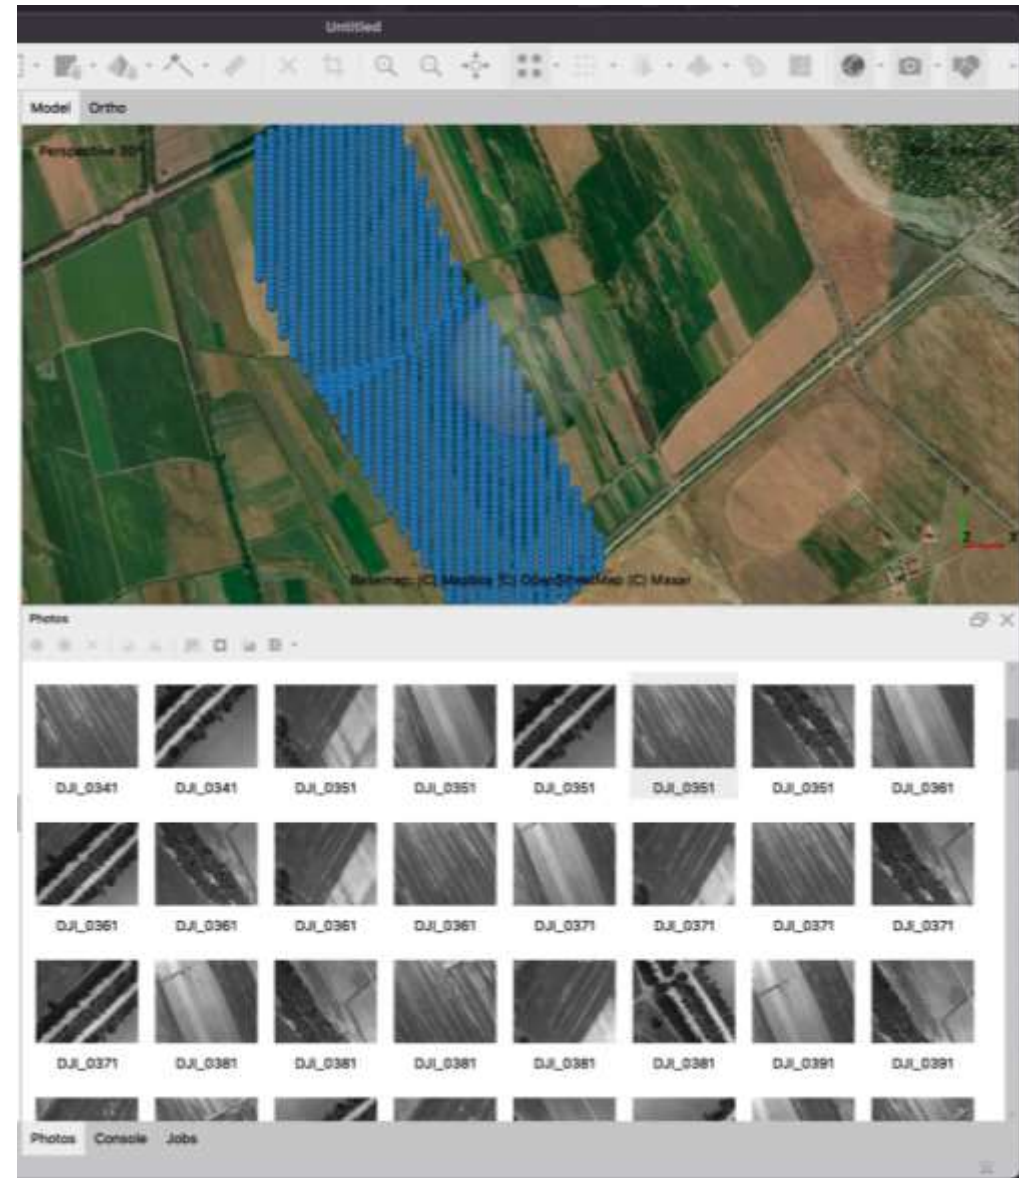 Untitled
Model Ortho
Perspective 30°
Basemap: (C) Mapbox (C) OpenStreetMap (C) Maxar
Z X
Photos
DJI_0341 DJI_0341 DJI_0351 DJI_0351 DJI_0351 DJI_0351 DJI_0351 DJI_0361
DJI_0361 DJI_0361 DJI_0361 DJI_0361 DJI_0371 DJI_0371 DJI_0371 DJI_0371
DJI_0371 DJI_0381 DJI_0381 DJI_0381 DJI_0381 DJI_0381 DJI_0391 DJI_0391
Photos Console Jobs